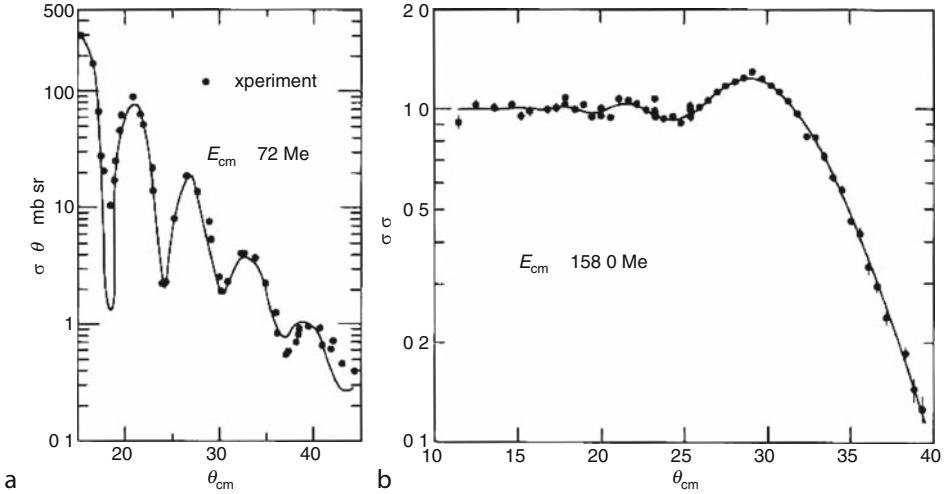 500
100
10
1
0 1
σ θ mb sr
xperiment
E cm 72 Me
20
30
40
θ cm
a
2 0
1 0
0 5
0 2
0 1
σ σ
E cm 158 0 Me
10
15
20
25
30
35
40
θ cm
b